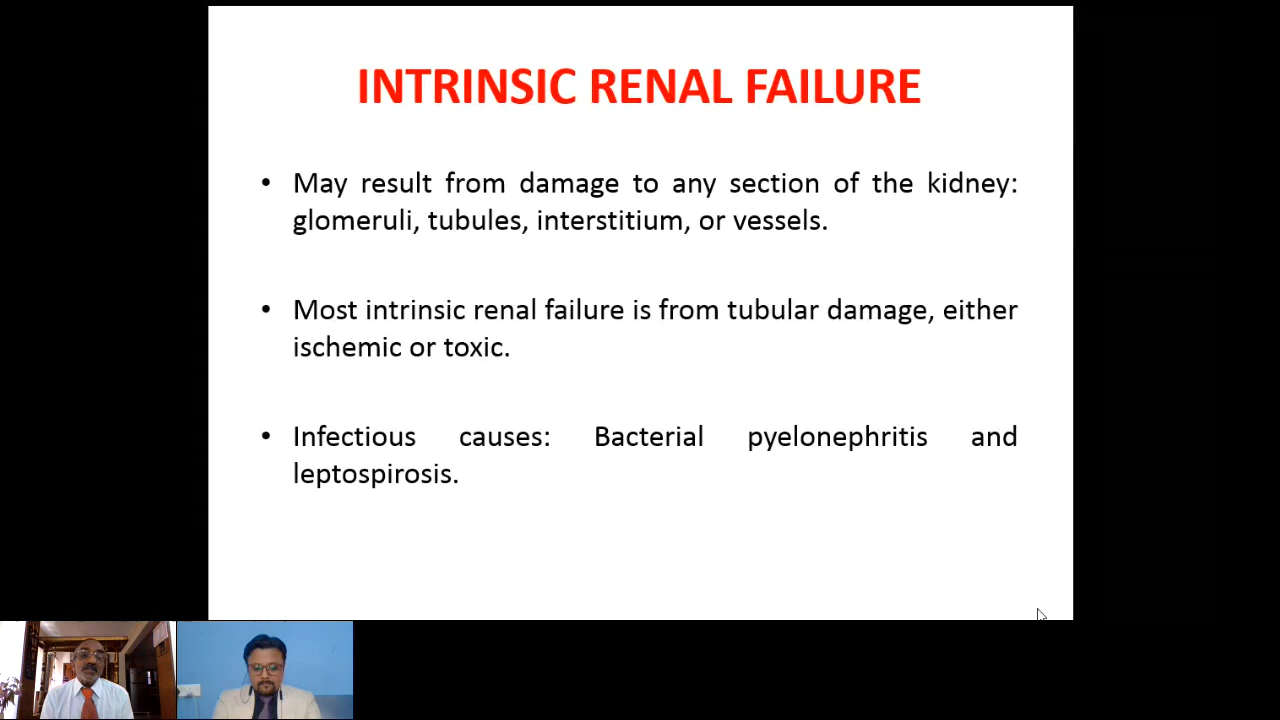 INTRINSIC RENAL FAILURE
• May result from damage to any section of the kidney:
glomeruli, tubules, interstitium, or vessels.
• Most intrinsic renal failure is from tubular damage, either
ischemic or toxic.
• Infectious causes: Bacterial pyelonephritis and
leptospirosis.